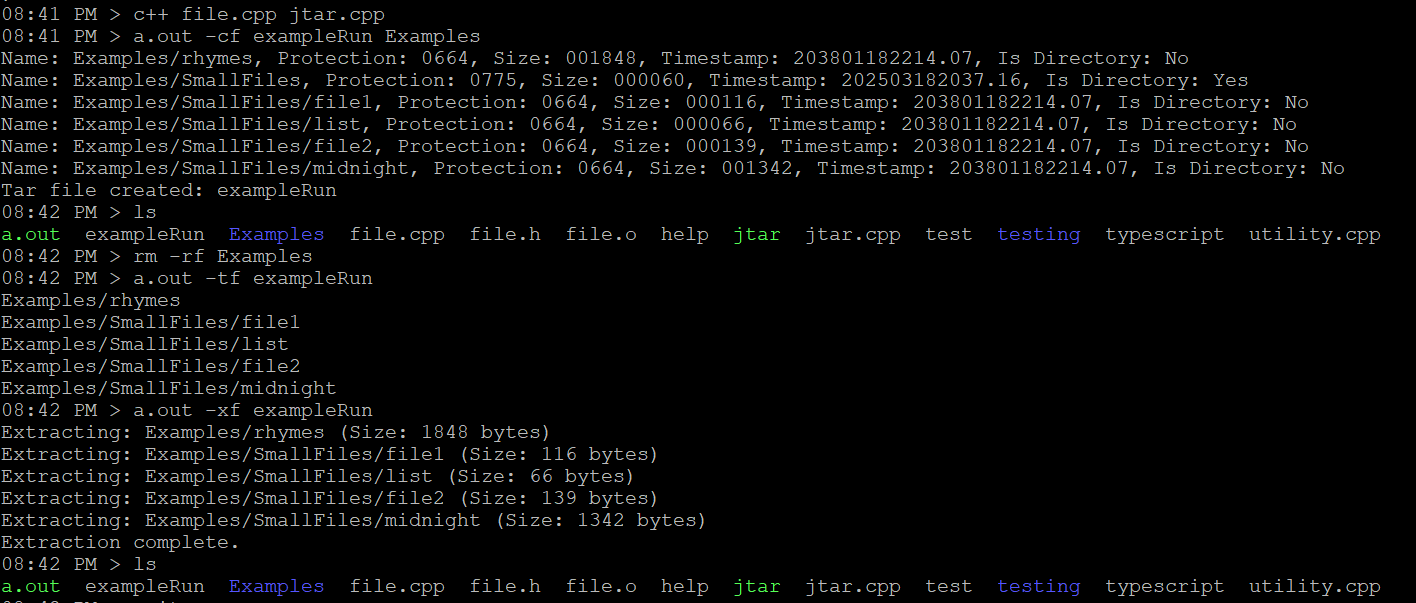 08:41 PM > c++ file.cpp jtar.cpp
08:41 PM > a.out -cf exampleRun Examples
Name: Examples/rhymes, Protection: 0664, Size: 001848, Timestamp: 203801182214.07, Is Directory: No
Name: Examples/SmallFiles, Protection: 0775, Size: 000060, Timestamp: 202503182037.16, Is Directory: Yes
Name: Examples/SmallFiles/file1, Protection: 0664, Size: 000116, Timestamp: 203801182214.07, Is Directory: No
Name: Examples/SmallFiles/list, Protection: 0664, Size: 000066, Timestamp: 203801182214.07, Is Directory: No
Name: Examples/SmallFiles/file2, Protection: 0664, Size: 000139, Timestamp: 203801182214.07, Is Directory: No
Name: Examples/SmallFiles/midnight, Protection: 0664, Size: 001342, Timestamp: 203801182214.07, Is Directory: No
Tar file created: exampleRun
08:42 PM > ls
a.out exampleRun Examples file.cpp file.h file.o help jtar jtar.cpp test testing typescript utility.cpp
08:42 PM > rm -rf Examples
08:42 PM > a.out -tf exampleRun
Examples/rhymes
Examples/SmallFiles/file1
Examples/SmallFiles/list
Examples/SmallFiles/file2
Examples/SmallFiles/midnight
08:42 PM > a.out -xf exampleRun
Extracting: Examples/rhymes (Size: 1848 bytes)
Extracting: Examples/SmallFiles/file1 (Size: 116 bytes)
Extracting: Examples/SmallFiles/list (Size: 66 bytes)
Extracting: Examples/SmallFiles/file2 (Size: 139 bytes)
Extracting: Examples/SmallFiles/midnight (Size: 1342 bytes)
Extraction complete.
08:42 PM > ls
a.out exampleRun Examples file.cpp file.h file.o help jtar jtar.cpp test testing typescript utility.cpp